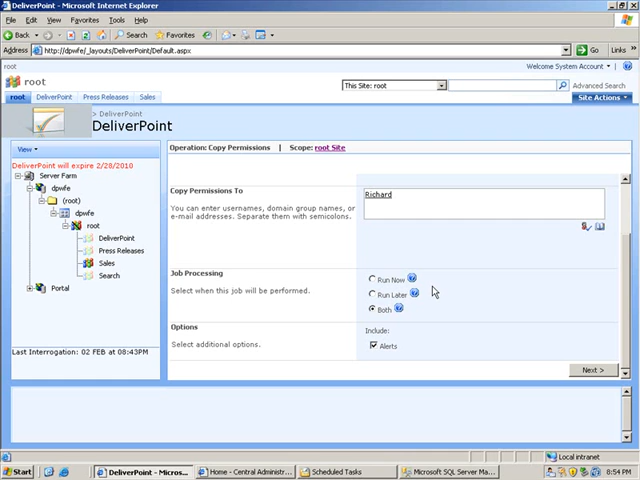 DeliverPoint - Microsoft Internet Explorer
File Edit View Favorites Tools Help
Back Search Favorites
Address http://dpwfe/_layouts/DeliverPoint/Default.aspx Go Links »
root Welcome System Account
root This Site: root Advanced Search
root DeliverPoint Press Releases Sales Site Actions
> DeliverPoint
DeliverPoint
View
Operation: Copy Permissions | Scope: root Site
DeliverPoint will expire 2/28/2010
Server Farm
dpwfe
(root)
dpwfe
root
DeliverPoint
Press Releases
Sales
Search
Portal
Last Interrogation: 02 FEB at 08:43PM
Copy Permissions To
You can enter usernames, domain group names, or
e-mail addresses. Separate them with semicolons.
Richard
Job Processing
Select when this job will be performed.
Run Now
Run Later
Both
Options
Select additional options.
Include:
Alerts
Next >
Local intranet
Start DeliverPoint - Micros... Home - Central Administr... Scheduled Tasks Microsoft SQL Server Ma... 8:54 PM